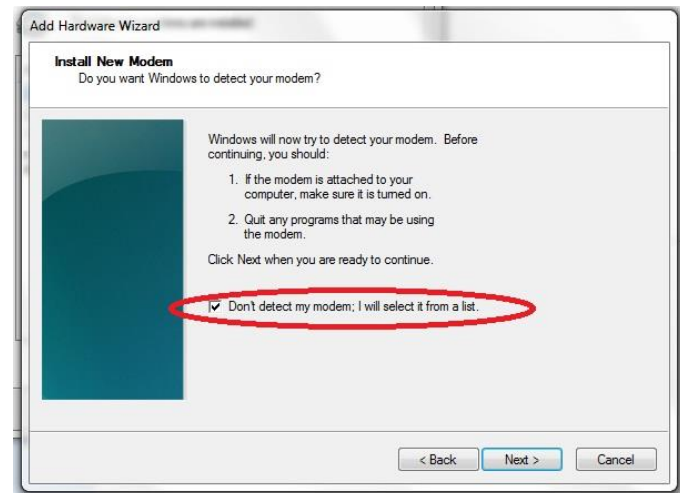 Add Hardware Wizard
Install New Modem
Do you want Windows to detect your modem?
Windows will now try to detect your modem. Before
continuing, you should:
1. If the modem is attached to your
computer, make sure it is turned on.
2. Quit any programs that may be using
the modem.
Click Next when you are ready to continue.
Don't detect my modem; I will select it from a list.
< Back Next > Cancel